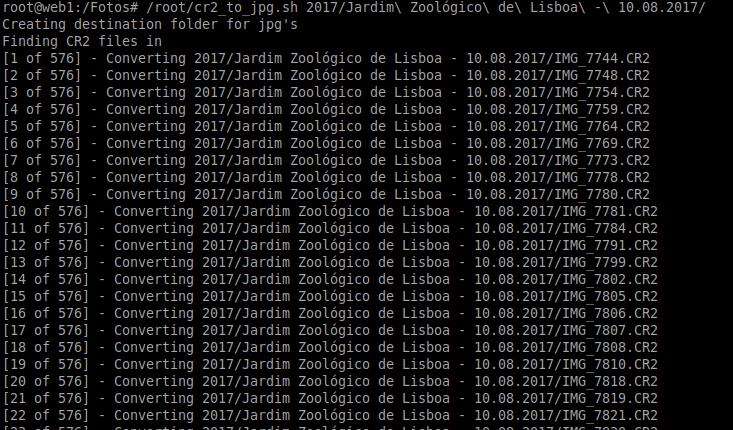 root@web1:/Fotos# /root/cr2_to_jpg.sh 2017/Jardim\ Zoológico\ de\ Lisboa\ -\ 10.08.2017/
Creating destination folder for jpg's
Finding CR2 files in
[1 of 576] - Converting 2017/Jardim Zoológico de Lisboa - 10.08.2017/IMG_7744.CR2
[2 of 576] - Converting 2017/Jardim Zoológico de Lisboa - 10.08.2017/IMG_7748.CR2
[3 of 576] - Converting 2017/Jardim Zoológico de Lisboa - 10.08.2017/IMG_7754.CR2
[4 of 576] - Converting 2017/Jardim Zoológico de Lisboa - 10.08.2017/IMG_7759.CR2
[5 of 576] - Converting 2017/Jardim Zoológico de Lisboa - 10.08.2017/IMG_7764.CR2
[6 of 576] - Converting 2017/Jardim Zoológico de Lisboa - 10.08.2017/IMG_7769.CR2
[7 of 576] - Converting 2017/Jardim Zoológico de Lisboa - 10.08.2017/IMG_7773.CR2
[8 of 576] - Converting 2017/Jardim Zoológico de Lisboa - 10.08.2017/IMG_7778.CR2
[9 of 576] - Converting 2017/Jardim Zoológico de Lisboa - 10.08.2017/IMG_7780.CR2
[10 of 576] - Converting 2017/Jardim Zoológico de Lisboa - 10.08.2017/IMG_7781.CR2
[11 of 576] - Converting 2017/Jardim Zoológico de Lisboa - 10.08.2017/IMG_7784.CR2
[12 of 576] - Converting 2017/Jardim Zoológico de Lisboa - 10.08.2017/IMG_7791.CR2
[13 of 576] - Converting 2017/Jardim Zoológico de Lisboa - 10.08.2017/IMG_7799.CR2
[14 of 576] - Converting 2017/Jardim Zoológico de Lisboa - 10.08.2017/IMG_7802.CR2
[15 of 576] - Converting 2017/Jardim Zoológico de Lisboa - 10.08.2017/IMG_7805.CR2
[16 of 576] - Converting 2017/Jardim Zoológico de Lisboa - 10.08.2017/IMG_7806.CR2
[17 of 576] - Converting 2017/Jardim Zoológico de Lisboa - 10.08.2017/IMG_7807.CR2
[18 of 576] - Converting 2017/Jardim Zoológico de Lisboa - 10.08.2017/IMG_7808.CR2
[19 of 576] - Converting 2017/Jardim Zoológico de Lisboa - 10.08.2017/IMG_7810.CR2
[20 of 576] - Converting 2017/Jardim Zoológico de Lisboa - 10.08.2017/IMG_7818.CR2
[21 of 576] - Converting 2017/Jardim Zoológico de Lisboa - 10.08.2017/IMG_7819.CR2
[22 of 576] - Converting 2017/Jardim Zoológico de Lisboa - 10.08.2017/IMG_7821.CR2